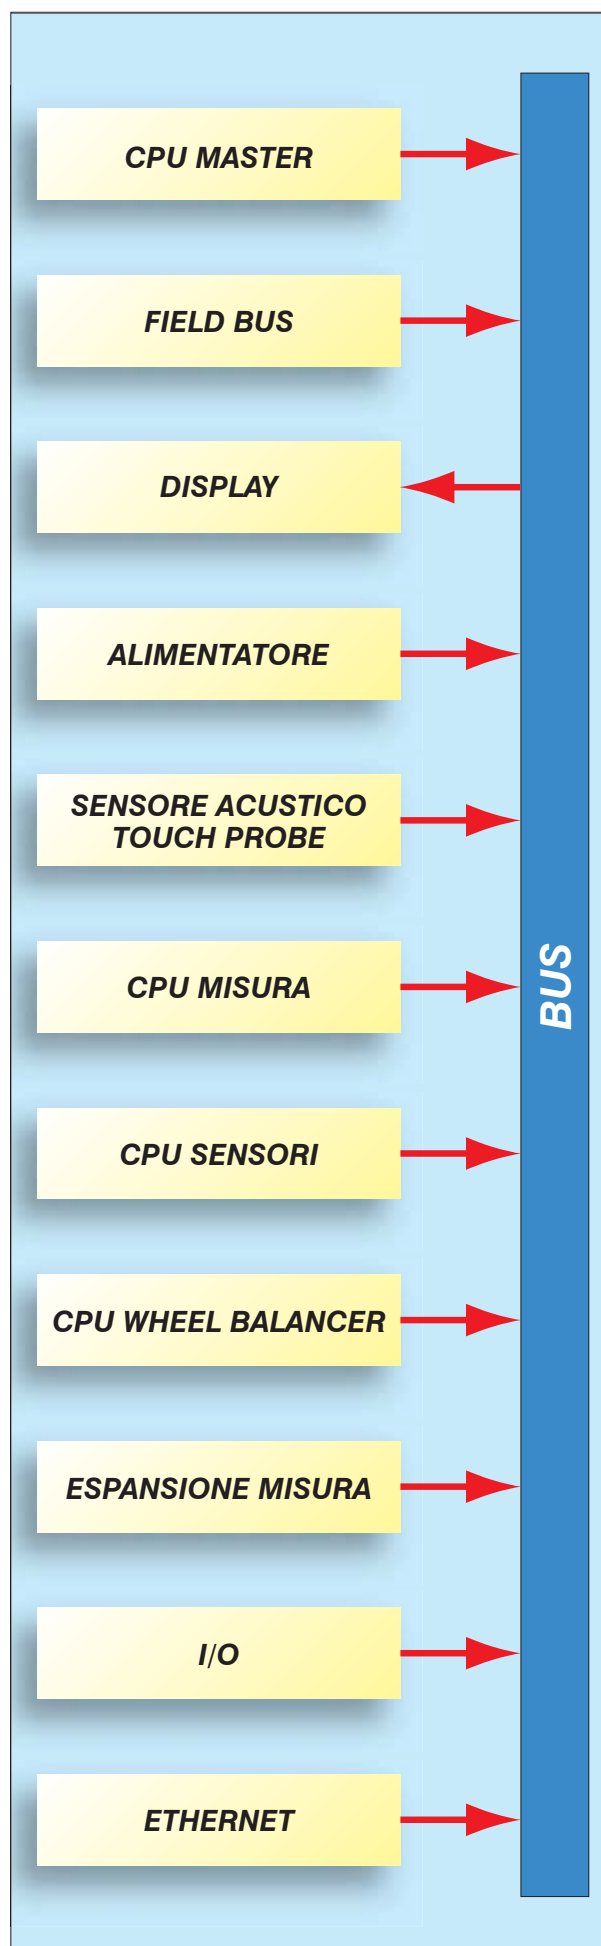 CPU MASTER
FIELD BUS
DISPLAY
ALIMENTATORE
SENSORE ACUSTICO
TOUCH PROBE
CPU MISURA
BUS
CPU SENSORI
CPU WHEEL BALANCER
ESPANSIONE MISURA
I/O
ETHERNET